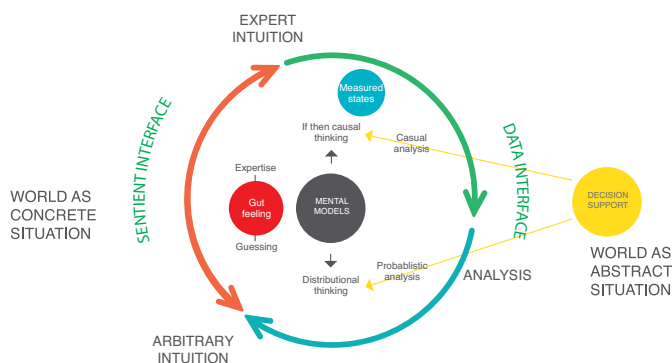 EXPERT
INTUITION
SENTIENT INTERFACE
DATA INTERFACE
Measured
states
If then causal
thinking
Casual
analysis
Expertise
Gut
feeling
Guessing
MENTAL
MODELS
DECISION
SUPPORT
WORLD AS
CONCRETE
SITUATION
WORLD AS
ABSTRACT
SITUATION
Distributional
thinking
Probablistic
analysis
ANALYSIS
ARBITRARY
INTUITION